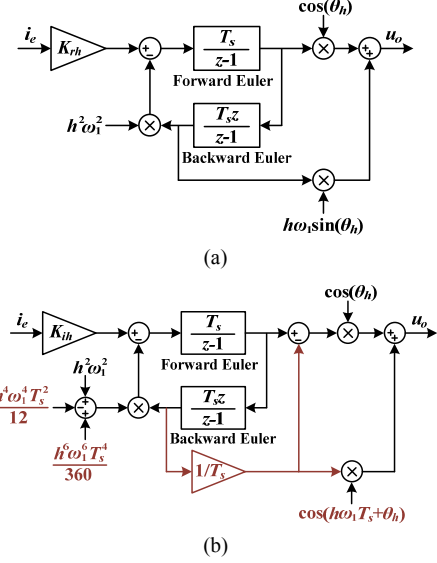 cos(θₕ)
iₑ
Kᵣₕ
Tₛ
z-1
uₒ
Forward Euler
h²ω₁²
Tₛz
z-1
Backward Euler
hω₁sin(θₕ)
(a)
cos(θₕ)
iₑ
Kᵢₕ
Tₛ
z-1
uₒ
h²ω₁²
Forward Euler
h⁴ω₁⁴Tₛ²
12
Tₛz
z-1
Backward Euler
h⁶ω₁⁶Tₛ⁴
360
1/Tₛ
cos(hω₁Tₛ+θₕ)
(b)